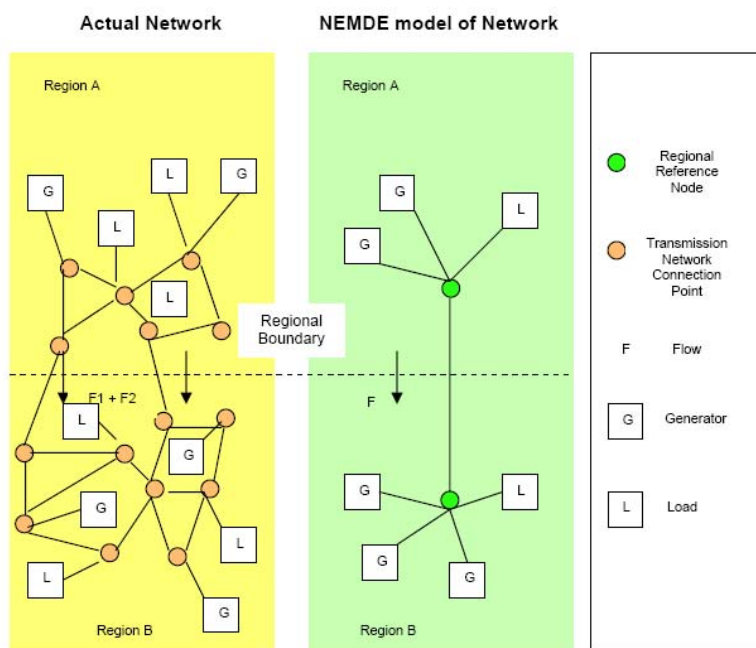 Actual Network
NEMDE model of Network
Region A
Region A
L
G
G
L
L
Regional
Boundary
F1 + F2
L
G
G
L
L
G
Region B
G
L
G
F
G
L
G
G
Region B
Regional
Reference
Node
Transmission
Network
Connection
Point
F Flow
G Generator
L Load